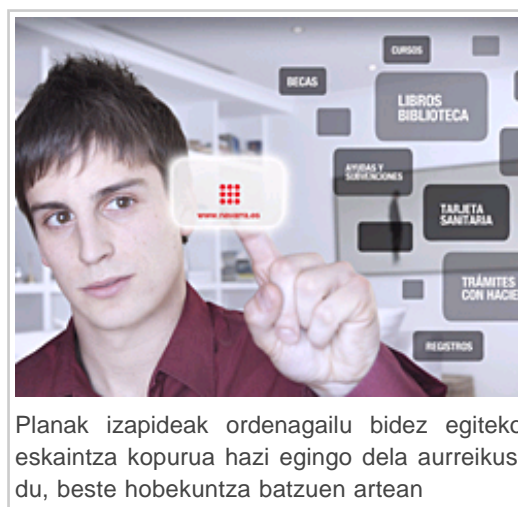 CURSOS
BECAS
LIBROS
BIBLIOTECA
AYUDAS Y
SUBVENCIONES
www.navarra.es
TARJETA
SANITARIA
TRÁMITES
CON HACIE
REGISTROS
Planak izapideak ordenagailu bidez egiteko
eskaintza kopurua hazi egingo dela aurreikus
du, beste hobekuntza batzuen artean